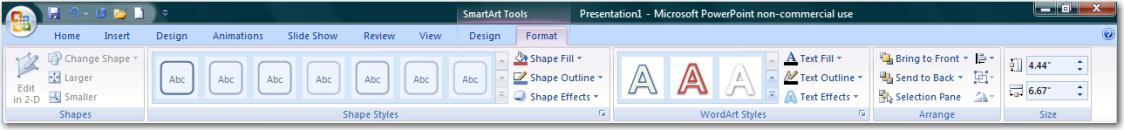 SmartArt Tools Presentation1 - Microsoft PowerPoint non-commercial use
Home Insert Design Animations Slide Show Review View Design Format
Edit in 2-D
Change Shape
Larger
Smaller
Shapes
Abc Abc Abc Abc Abc Abc Abc
Shape Fill
Shape Outline
Shape Effects
Shape Styles
A A A
A Text Fill
A Text Outline
A Text Effects
WordArt Styles
Bring to Front
Send to Back
Selection Pane
Arrange
4.44"
6.67"
Size